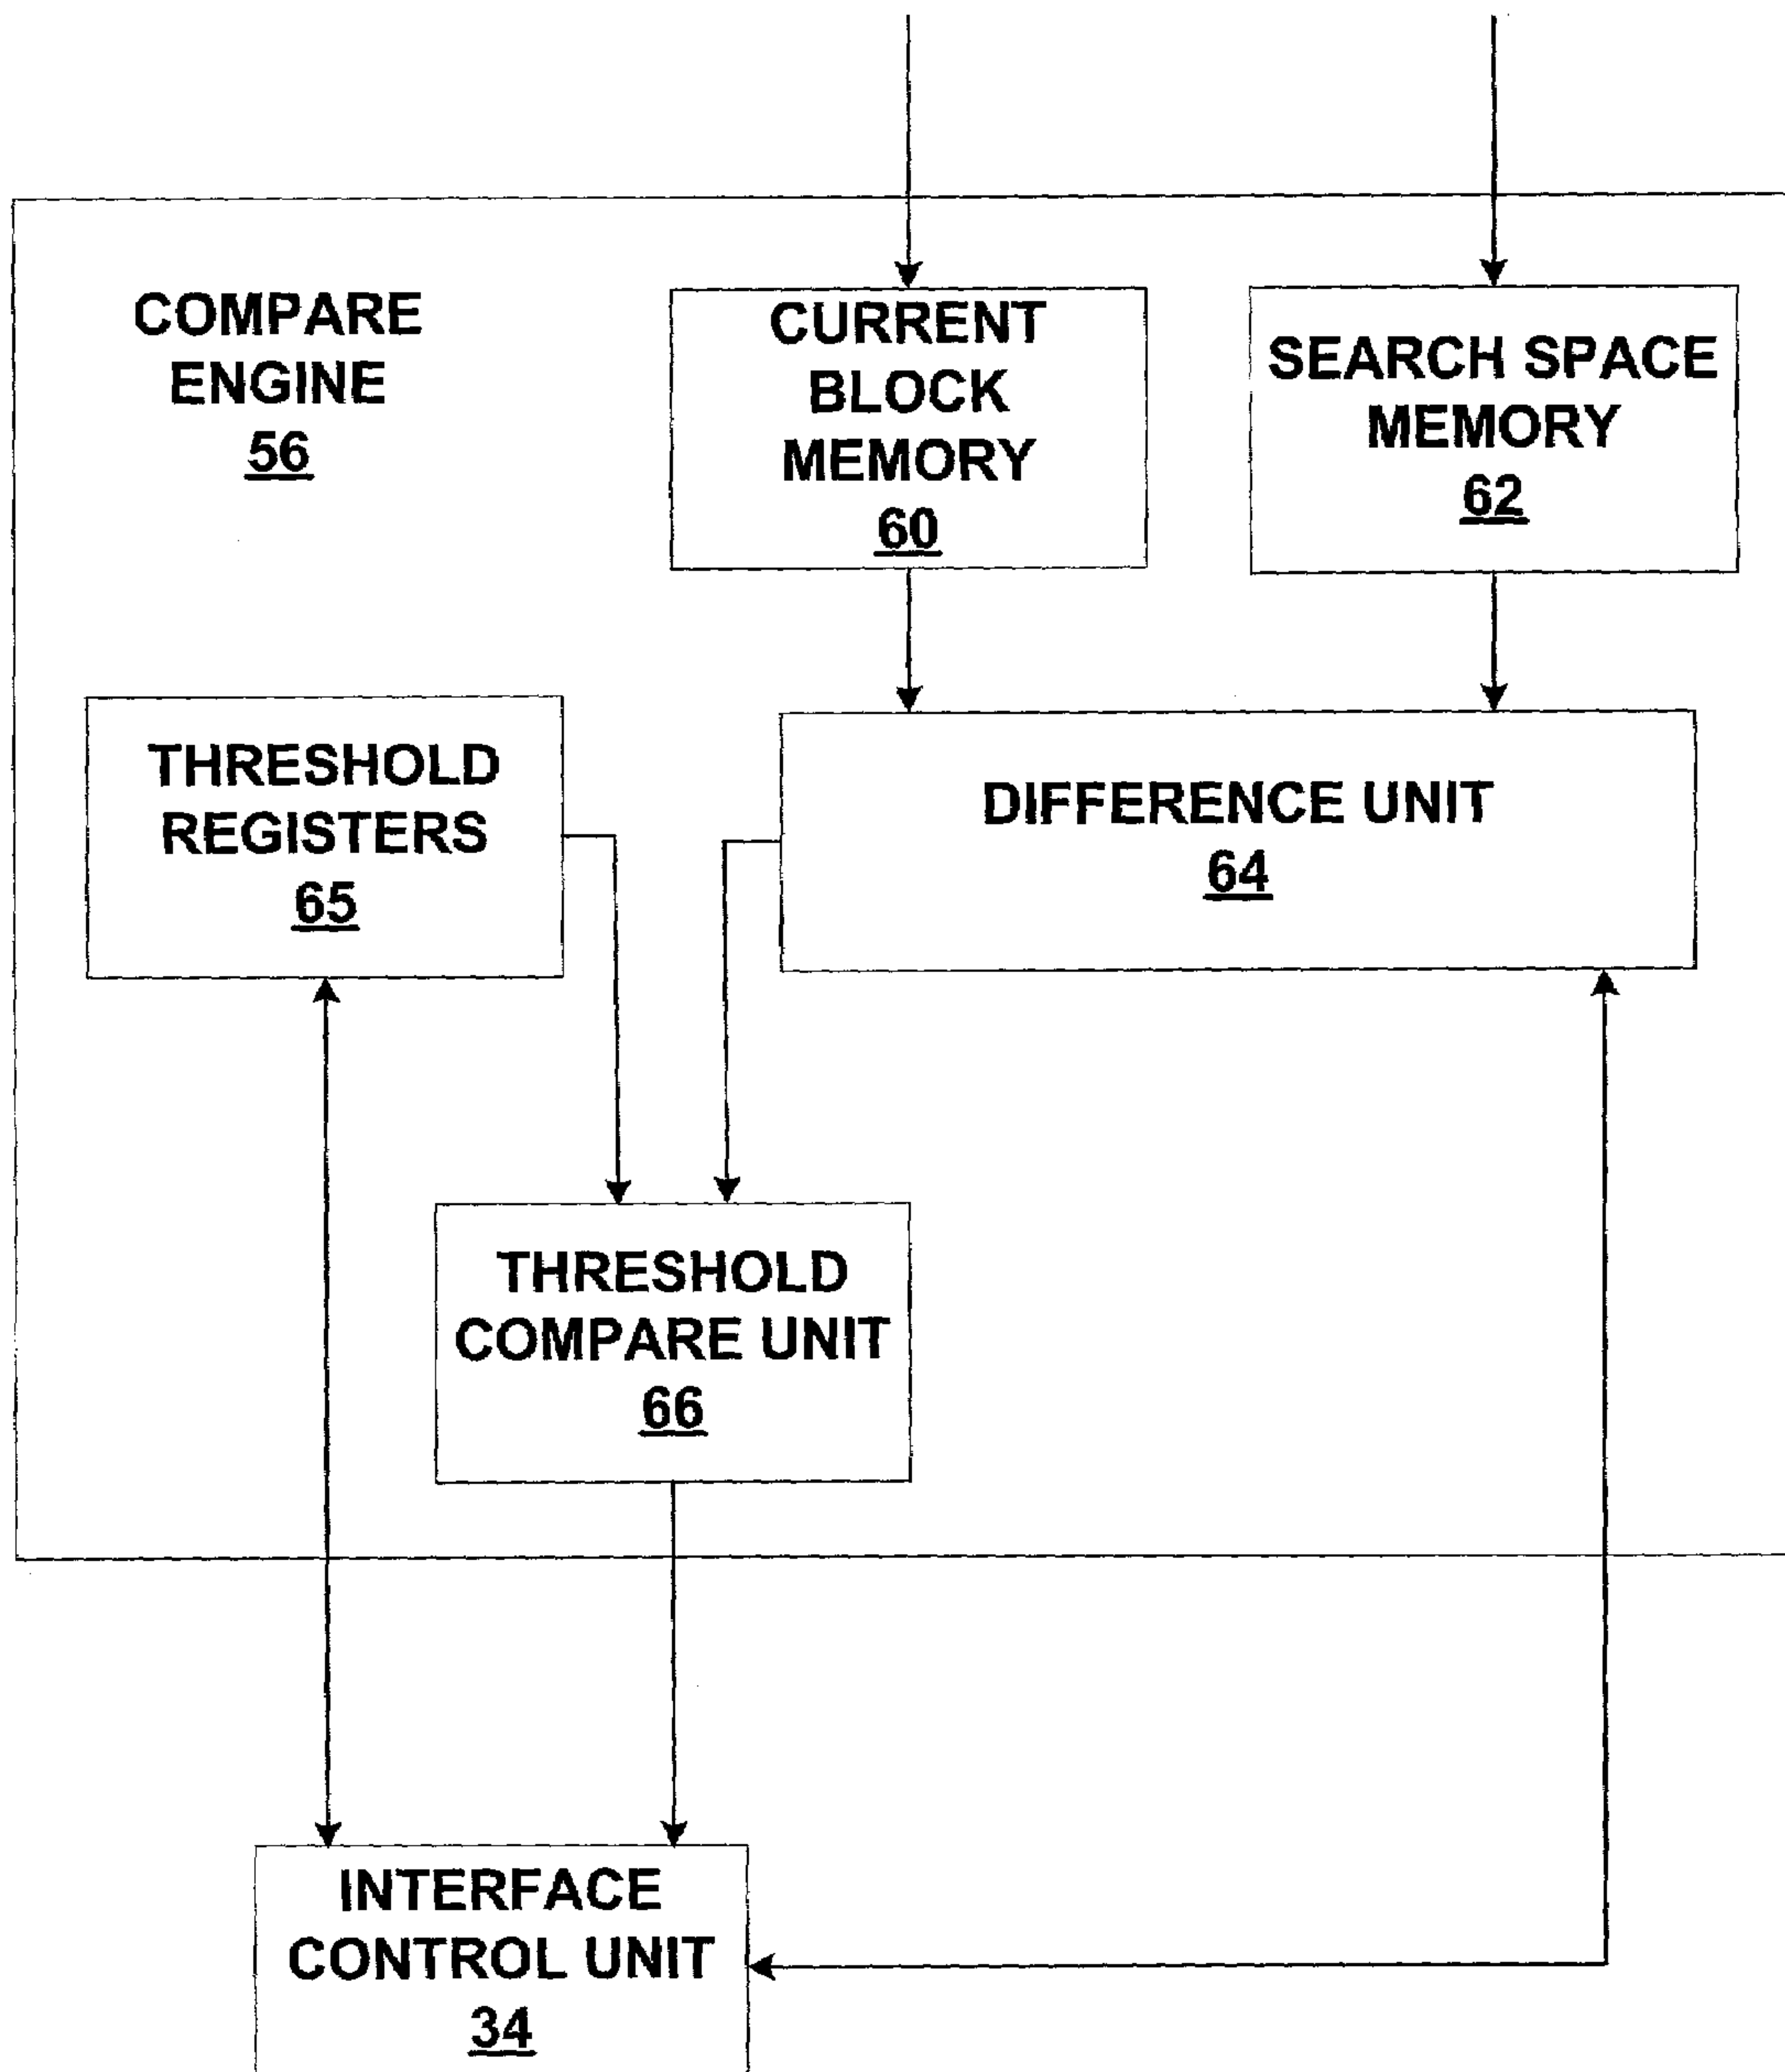 COMPARE
ENGINE
56
CURRENT
BLOCK
MEMORY
60
SEARCH SPACE
MEMORY
62
THRESHOLD
REGISTERS
65
DIFFERENCE UNIT
64
THRESHOLD
COMPARE UNIT
66
INTERFACE
CONTROL UNIT
34